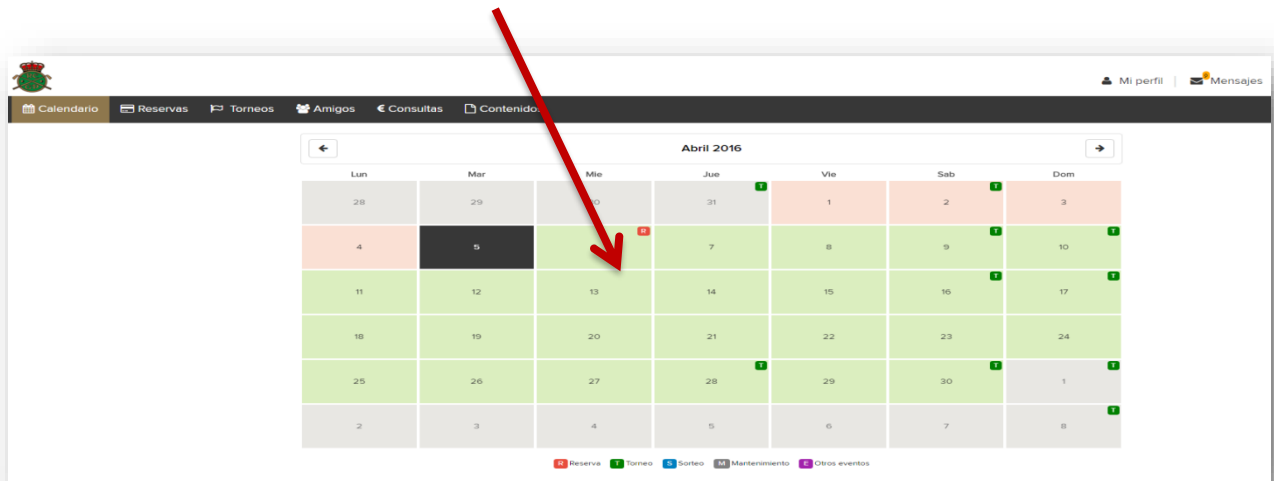 Mi perfil | Mensajes
Calendario Reservas Torneos Amigos € Consultas Contenidos
Abril 2016
Lun Mar Mie Jue Vie Sab Dom
T T
28 29 31 1 2 3
R T T
4 5 7 8 9 10
T T
11 12 13 14 15 16 17
18 19 20 21 22 23 24
T T T
25 26 27 28 29 30 1
T
2 3 4 5 6 7 8
R Reserva T Torneo S Sorteo M Mantenimiento E Otros eventos